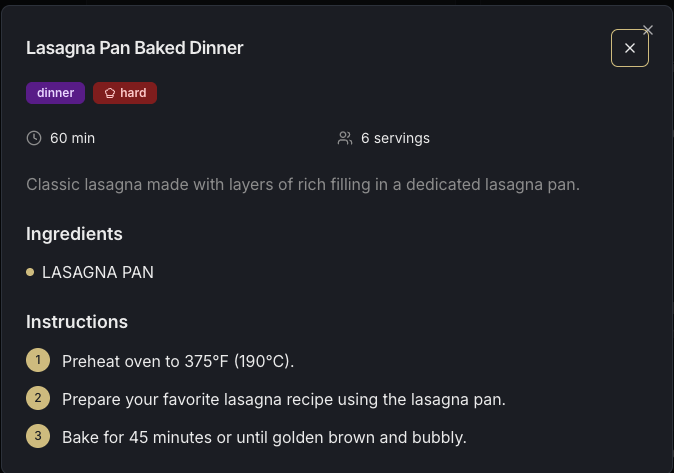 Lasagna Pan Baked Dinner
dinner
hard
60 min
6 servings
Classic lasagna made with layers of rich filling in a dedicated lasagna pan.
Ingredients
LASAGNA PAN
Instructions
1 Preheat oven to 375°F (190°C).
2 Prepare your favorite lasagna recipe using the lasagna pan.
3 Bake for 45 minutes or until golden brown and bubbly.